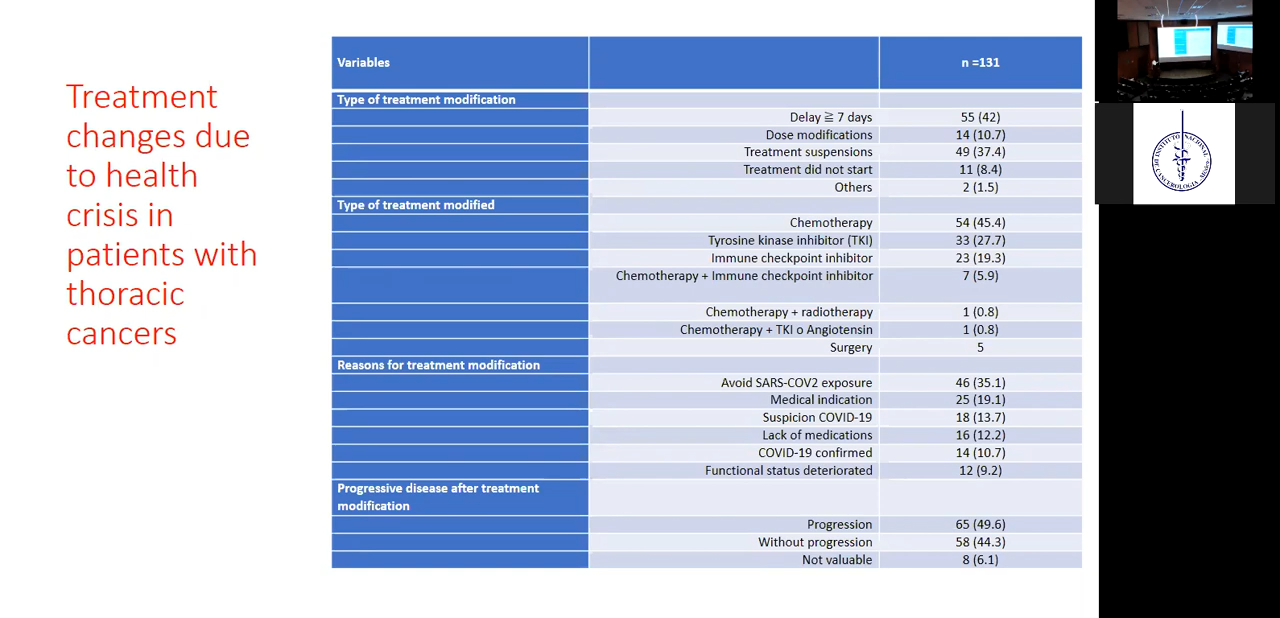 Treatment
changes due
to health
crisis in
patients with
thoracic
cancers
Variables n =131
Type of treatment modification
Delay ≧ 7 days 55 (42)
Dose modifications 14 (10.7)
Treatment suspensions 49 (37.4)
Treatment did not start 11 (8.4)
Others 2 (1.5)
Type of treatment modified
Chemotherapy 54 (45.4)
Tyrosine kinase inhibitor (TKI) 33 (27.7)
Immune checkpoint inhibitor 23 (19.3)
Chemotherapy + Immune checkpoint inhibitor 7 (5.9)
Chemotherapy + radiotherapy 1 (0.8)
Chemotherapy + TKI o Angiotensin 1 (0.8)
Surgery 5
Reasons for treatment modification
Avoid SARS-COV2 exposure 46 (35.1)
Medical indication 25 (19.1)
Suspicion COVID-19 18 (13.7)
Lack of medications 16 (12.2)
COVID-19 confirmed 14 (10.7)
Functional status deteriorated 12 (9.2)
Progressive disease after treatment
modification
Progression 65 (49.6)
Without progression 58 (44.3)
Not valuable 8 (6.1)
INSTITUTO NACIONAL
DE CANCEROLOGIA México